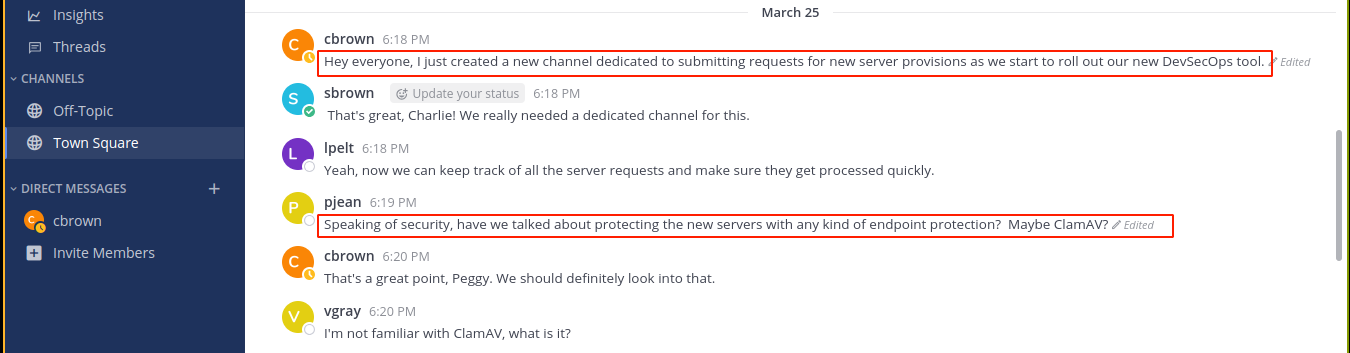 Insights
Threads
CHANNELS
Off-Topic
Town Square
DIRECT MESSAGES +
C cbrown
Invite Members
March 25
C cbrown 6:18 PM
Hey everyone, I just created a new channel dedicated to submitting requests for new server provisions as we start to roll out our new DevSecOps tool. Edited
S sbrown Update your status 6:18 PM
That's great, Charlie! We really needed a dedicated channel for this.
L lpelt 6:18 PM
Yeah, now we can keep track of all the server requests and make sure they get processed quickly.
P pjean 6:19 PM
Speaking of security, have we talked about protecting the new servers with any kind of endpoint protection?  Maybe ClamAV? Edited
C cbrown 6:20 PM
That's a great point, Peggy. We should definitely look into that.
V vgray 6:20 PM
I'm not familiar with ClamAV, what is it?